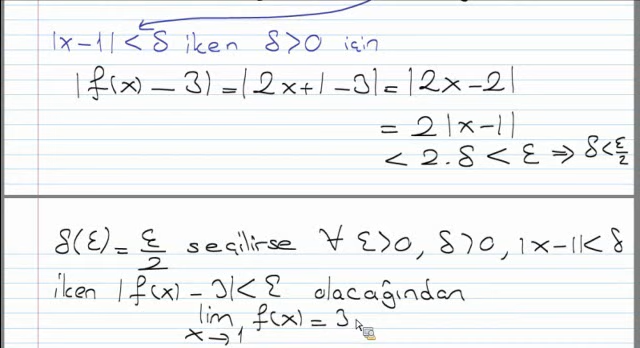 |x-1| < δ iken δ>0 için
|f(x) - 3| = |2x+1 - 3| = |2x-2|
= 2|x-1|
< 2.δ < ε ⇒ δ<ε/2
δ(ε) = ε/2 seçilirse ∀ ε>0, δ>0, |x-1|<δ
iken |f(x) - 3|<ε olacağından
lim x→1 f(x) = 3